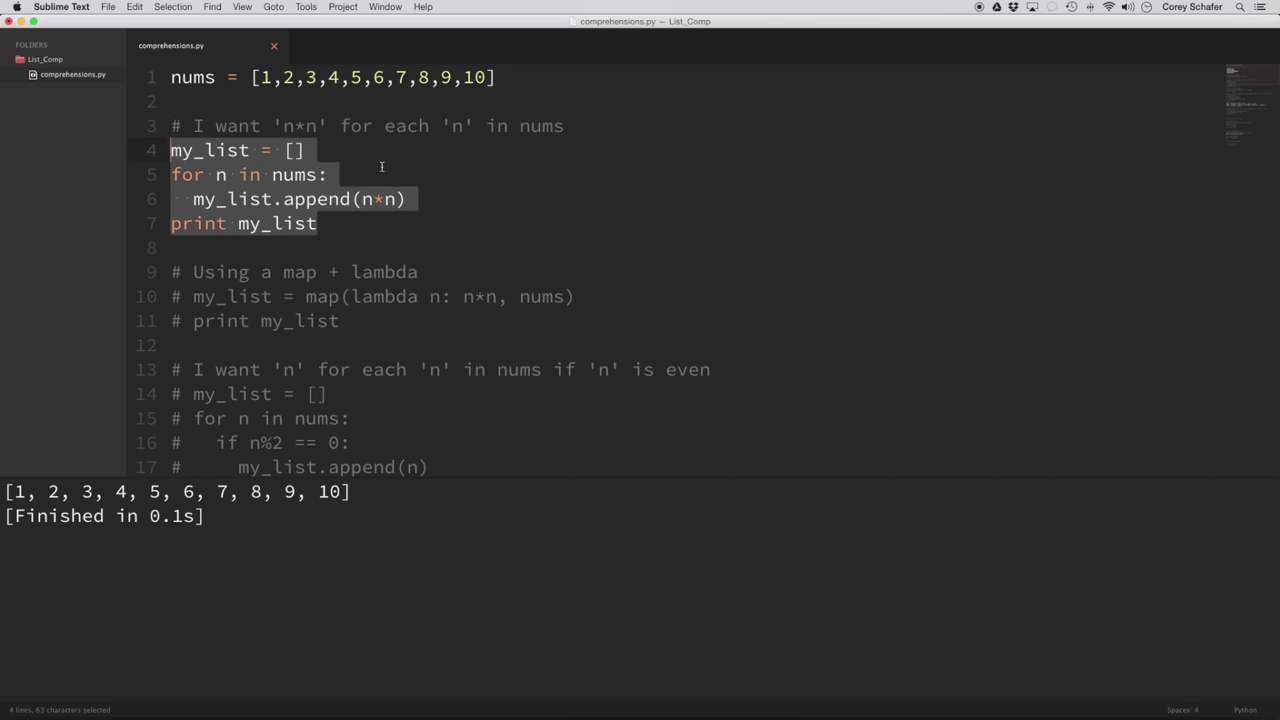 Sublime Text File Edit Selection Find View Goto Tools Project Window Help Corey Schafer
comprehensions.py — List_Comp
FOLDERS
List_Comp
comprehensions.py
comprehensions.py
1 nums = [1,2,3,4,5,6,7,8,9,10]
2
3 # I want 'n*n' for each 'n' in nums
4 my_list = []
5 for n in nums:
6 my_list.append(n*n)
7 print my_list
8
9 # Using a map + lambda
10 # my_list = map(lambda n: n*n, nums)
11 # print my_list
12
13 # I want 'n' for each 'n' in nums if 'n' is even
14 # my_list = []
15 # for n in nums:
16 # if n%2 == 0:
17 # my_list.append(n)
[1, 2, 3, 4, 5, 6, 7, 8, 9, 10]
[Finished in 0.1s]
4 lines, 63 characters selected Spaces: 4 Python